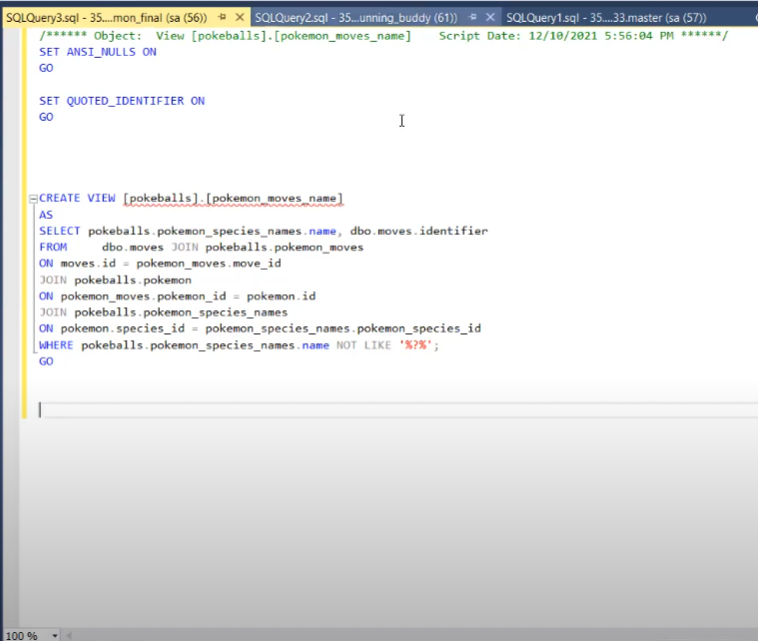 SQLQuery3.sql - 35....mon_final (sa (56))
SQLQuery2.sql - 35...unning_buddy (61))
SQLQuery1.sql - 35....33.master (sa (57))
/****** Object:  View [pokeballs].[pokemon_moves_name]    Script Date: 12/10/2021 5:56:04 PM ******/
SET ANSI_NULLS ON
GO
SET QUOTED_IDENTIFIER ON
GO
CREATE VIEW [pokeballs].[pokemon_moves_name]
AS
SELECT pokeballs.pokemon_species_names.name, dbo.moves.identifier
FROM     dbo.moves JOIN pokeballs.pokemon_moves
ON moves.id = pokemon_moves.move_id
JOIN pokeballs.pokemon
ON pokemon_moves.pokemon_id = pokemon.id
JOIN pokeballs.pokemon_species_names
ON pokemon.species_id = pokemon_species_names.pokemon_species_id
WHERE pokeballs.pokemon_species_names.name NOT LIKE '%?%';
GO
100 %